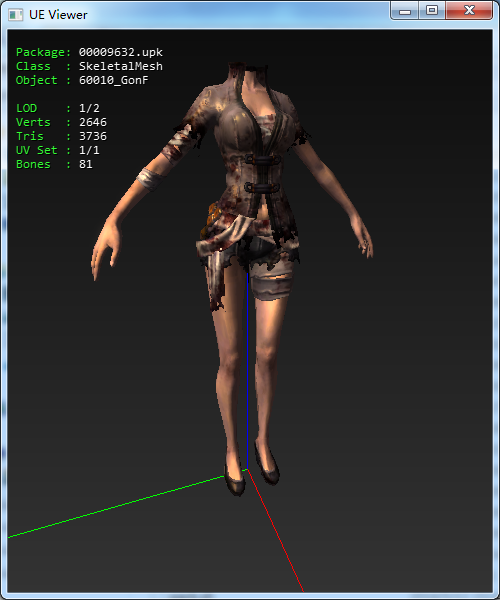 UE Viewer
Package: 00009632.upk
Class : SkeletalMesh
Object : 60010_GonF
LOD : 1/2
Verts : 2646
Tris : 3736
UV Set : 1/1
Bones : 81